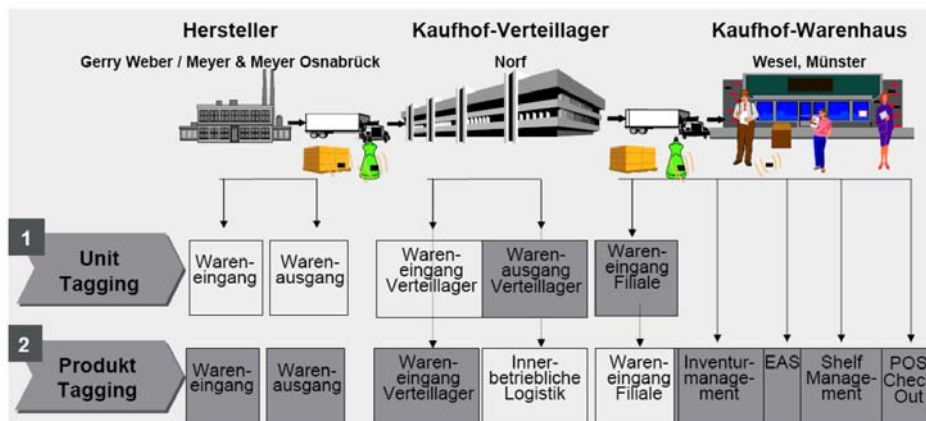 Hersteller
Gerry Weber / Meyer & Meyer Osnabrück
Kaufhof-Verteillager
Norf
Kaufhof-Warenhaus
Wesel, Münster
1
Unit
Tagging
Waren-
eingang
Waren-
ausgang
Waren-
eingang
Verteillager
Waren-
ausgang
Verteillager
Waren-
eingang
Filiale
2
Produkt
Tagging
Waren-
eingang
Waren-
ausgang
Waren-
eingang
Verteillager
Inner-
betriebliche
Logistik
Waren-
eingang
Filiale
Inventur-
manage-
ment
EAS
Shelf
Manage-
ment
POS
Check
Out